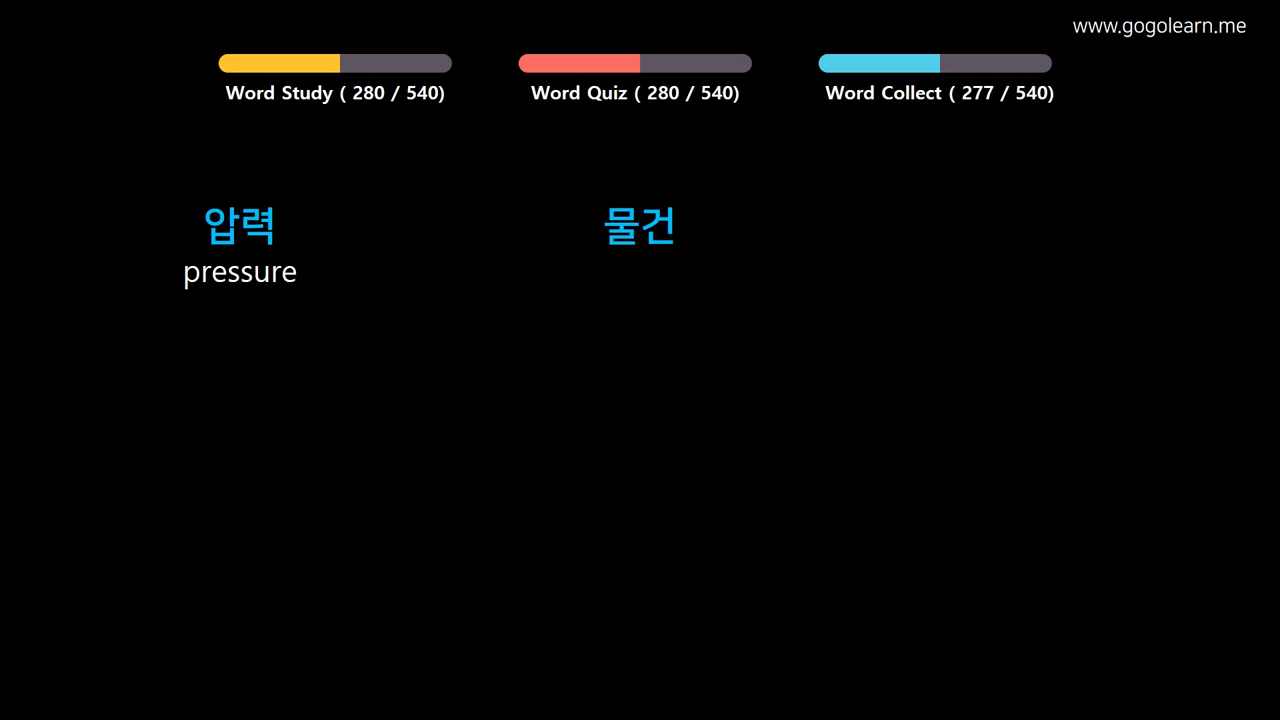 www.gogolearn.me
Word Study ( 280 / 540)
Word Quiz ( 280 / 540)
Word Collect ( 277 / 540)
압력
pressure
물건